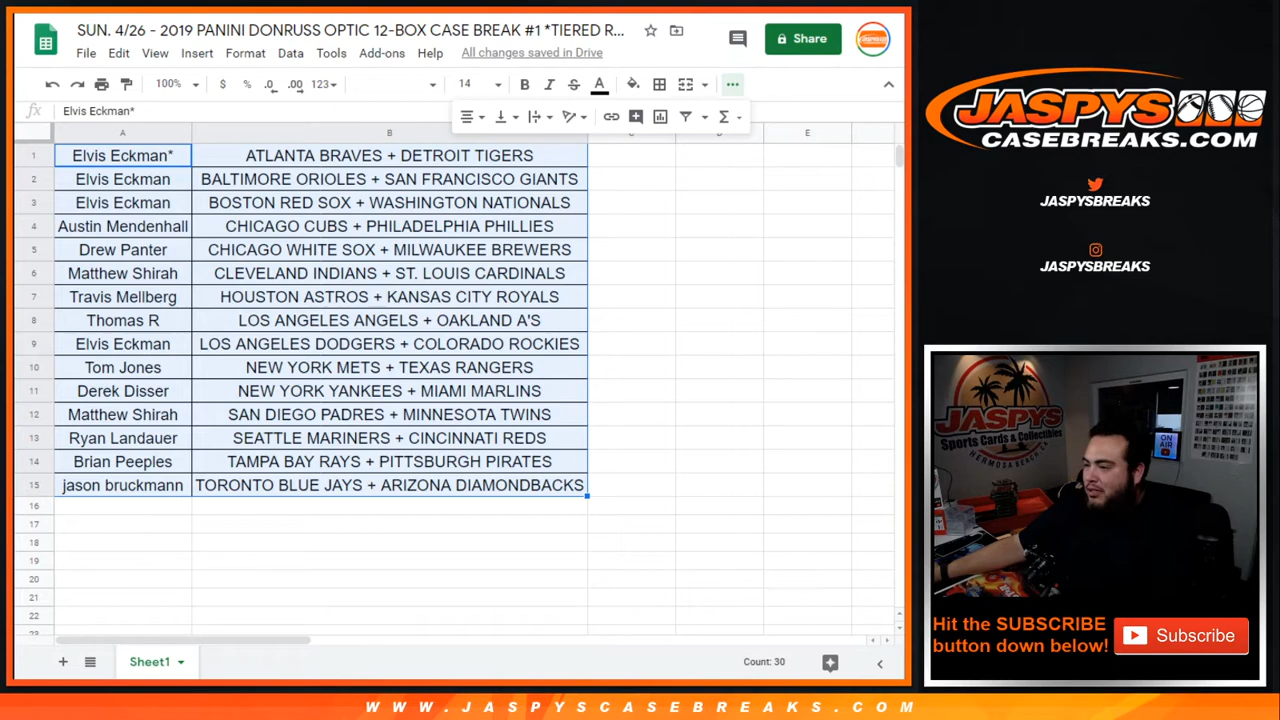 SUN. 4/26 - 2019 PANINI DONRUSS OPTIC 12-BOX CASE BREAK #1 *TIERED R...
File Edit View Insert Format Data Tools Add-ons Help All changes saved in Drive
Share
100% $ % .0 .00 123 14 B I S A
fx Elvis Eckman*
A B C D E
1 Elvis Eckman* ATLANTA BRAVES + DETROIT TIGERS
2 Elvis Eckman BALTIMORE ORIOLES + SAN FRANCISCO GIANTS
3 Elvis Eckman BOSTON RED SOX + WASHINGTON NATIONALS
4 Austin Mendenhall CHICAGO CUBS + PHILADELPHIA PHILLIES
5 Drew Panter CHICAGO WHITE SOX + MILWAUKEE BREWERS
6 Matthew Shirah CLEVELAND INDIANS + ST. LOUIS CARDINALS
7 Travis Mellberg HOUSTON ASTROS + KANSAS CITY ROYALS
8 Thomas R LOS ANGELES ANGELS + OAKLAND A'S
9 Elvis Eckman LOS ANGELES DODGERS + COLORADO ROCKIES
10 Tom Jones NEW YORK METS + TEXAS RANGERS
11 Derek Disser NEW YORK YANKEES + MIAMI MARLINS
12 Matthew Shirah SAN DIEGO PADRES + MINNESOTA TWINS
13 Ryan Landauer SEATTLE MARINERS + CINCINNATI REDS
14 Brian Peeples TAMPA BAY RAYS + PITTSBURGH PIRATES
15 jason bruckmann TORONTO BLUE JAYS + ARIZONA DIAMONDBACKS
16
17
18
19
20
21
22
23
Sheet1
Count: 30
JASPYS
CASEBREAKS.COM
JASPYSBREAKS
JASPYSBREAKS
JASPYS
Sports Cards & Collectibles
HERMOSA BEACH, CA
ON AIR
Hit the SUBSCRIBE
button down below!
Subscribe
WWW.JASPYSCASEBREAKS.COM